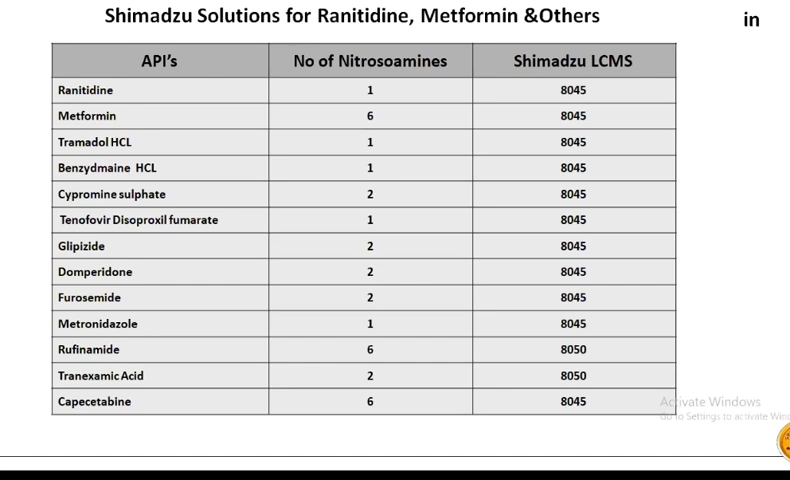 Shimadzu Solutions for Ranitidine, Metformin &Others
in
API's No of Nitrosoamines Shimadzu LCMS
Ranitidine 1 8045
Metformin 6 8045
Tramadol HCL 1 8045
Benzydmaine HCL 1 8045
Cypromine sulphate 2 8045
Tenofovir Disoproxil fumarate 1 8045
Glipizide 2 8045
Domperidone 2 8045
Furosemide 2 8045
Metronidazole 1 8045
Rufinamide 6 8050
Tranexamic Acid 2 8050
Capecetabine 6 8045
Activate Windows
Go to Settings to activate Win